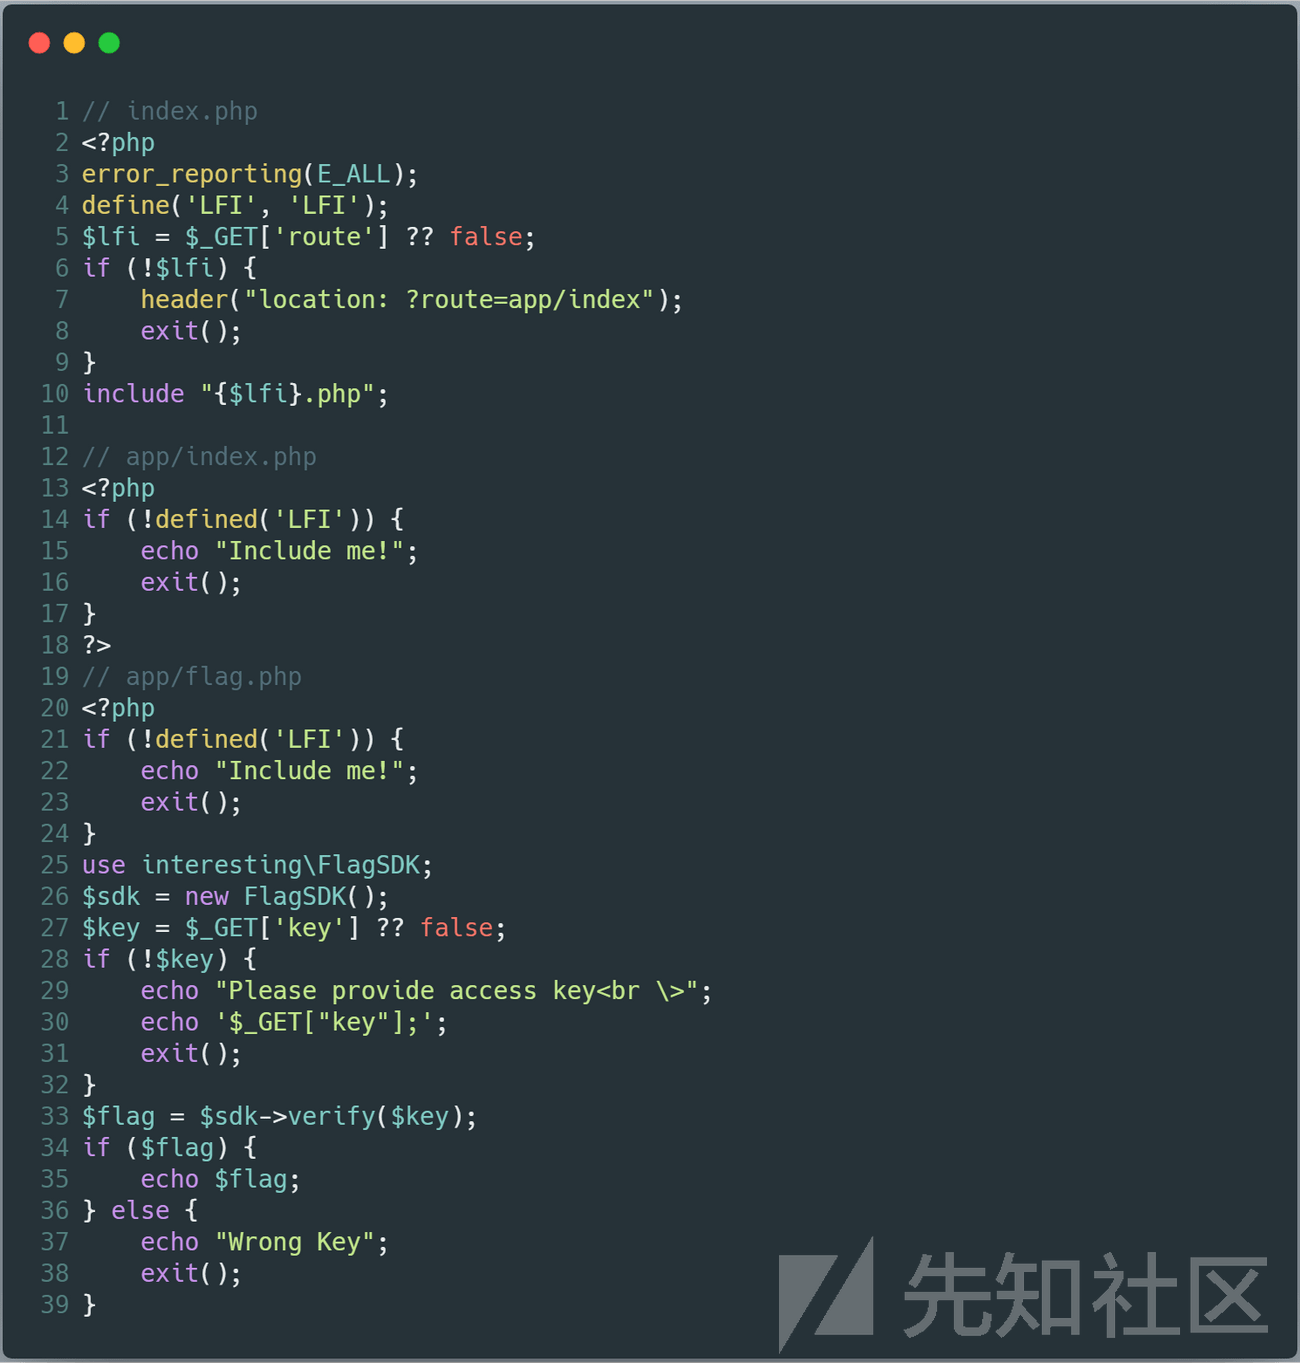 1 // index.php
2 <?php
3 error_reporting(E_ALL);
4 define('LFI', 'LFI');
5 $lfi = $_GET['route'] ?? false;
6 if (!$lfi) {
7     header("location: ?route=app/index");
8     exit();
9 }
10 include "{$lfi}.php";
11
12 // app/index.php
13 <?php
14 if (!defined('LFI')) {
15     echo "Include me!";
16     exit();
17 }
18 ?>
19 // app/flag.php
20 <?php
21 if (!defined('LFI')) {
22     echo "Include me!";
23     exit();
24 }
25 use interesting\FlagSDK;
26 $sdk = new FlagSDK();
27 $key = $_GET['key'] ?? false;
28 if (!$key) {
29     echo "Please provide access key<br \>";
30     echo '$_GET["key"];';
31     exit();
32 }
33 $flag = $sdk->verify($key);
34 if ($flag) {
35     echo $flag;
36 } else {
37     echo "Wrong Key";
38     exit();
39 }
先知社区